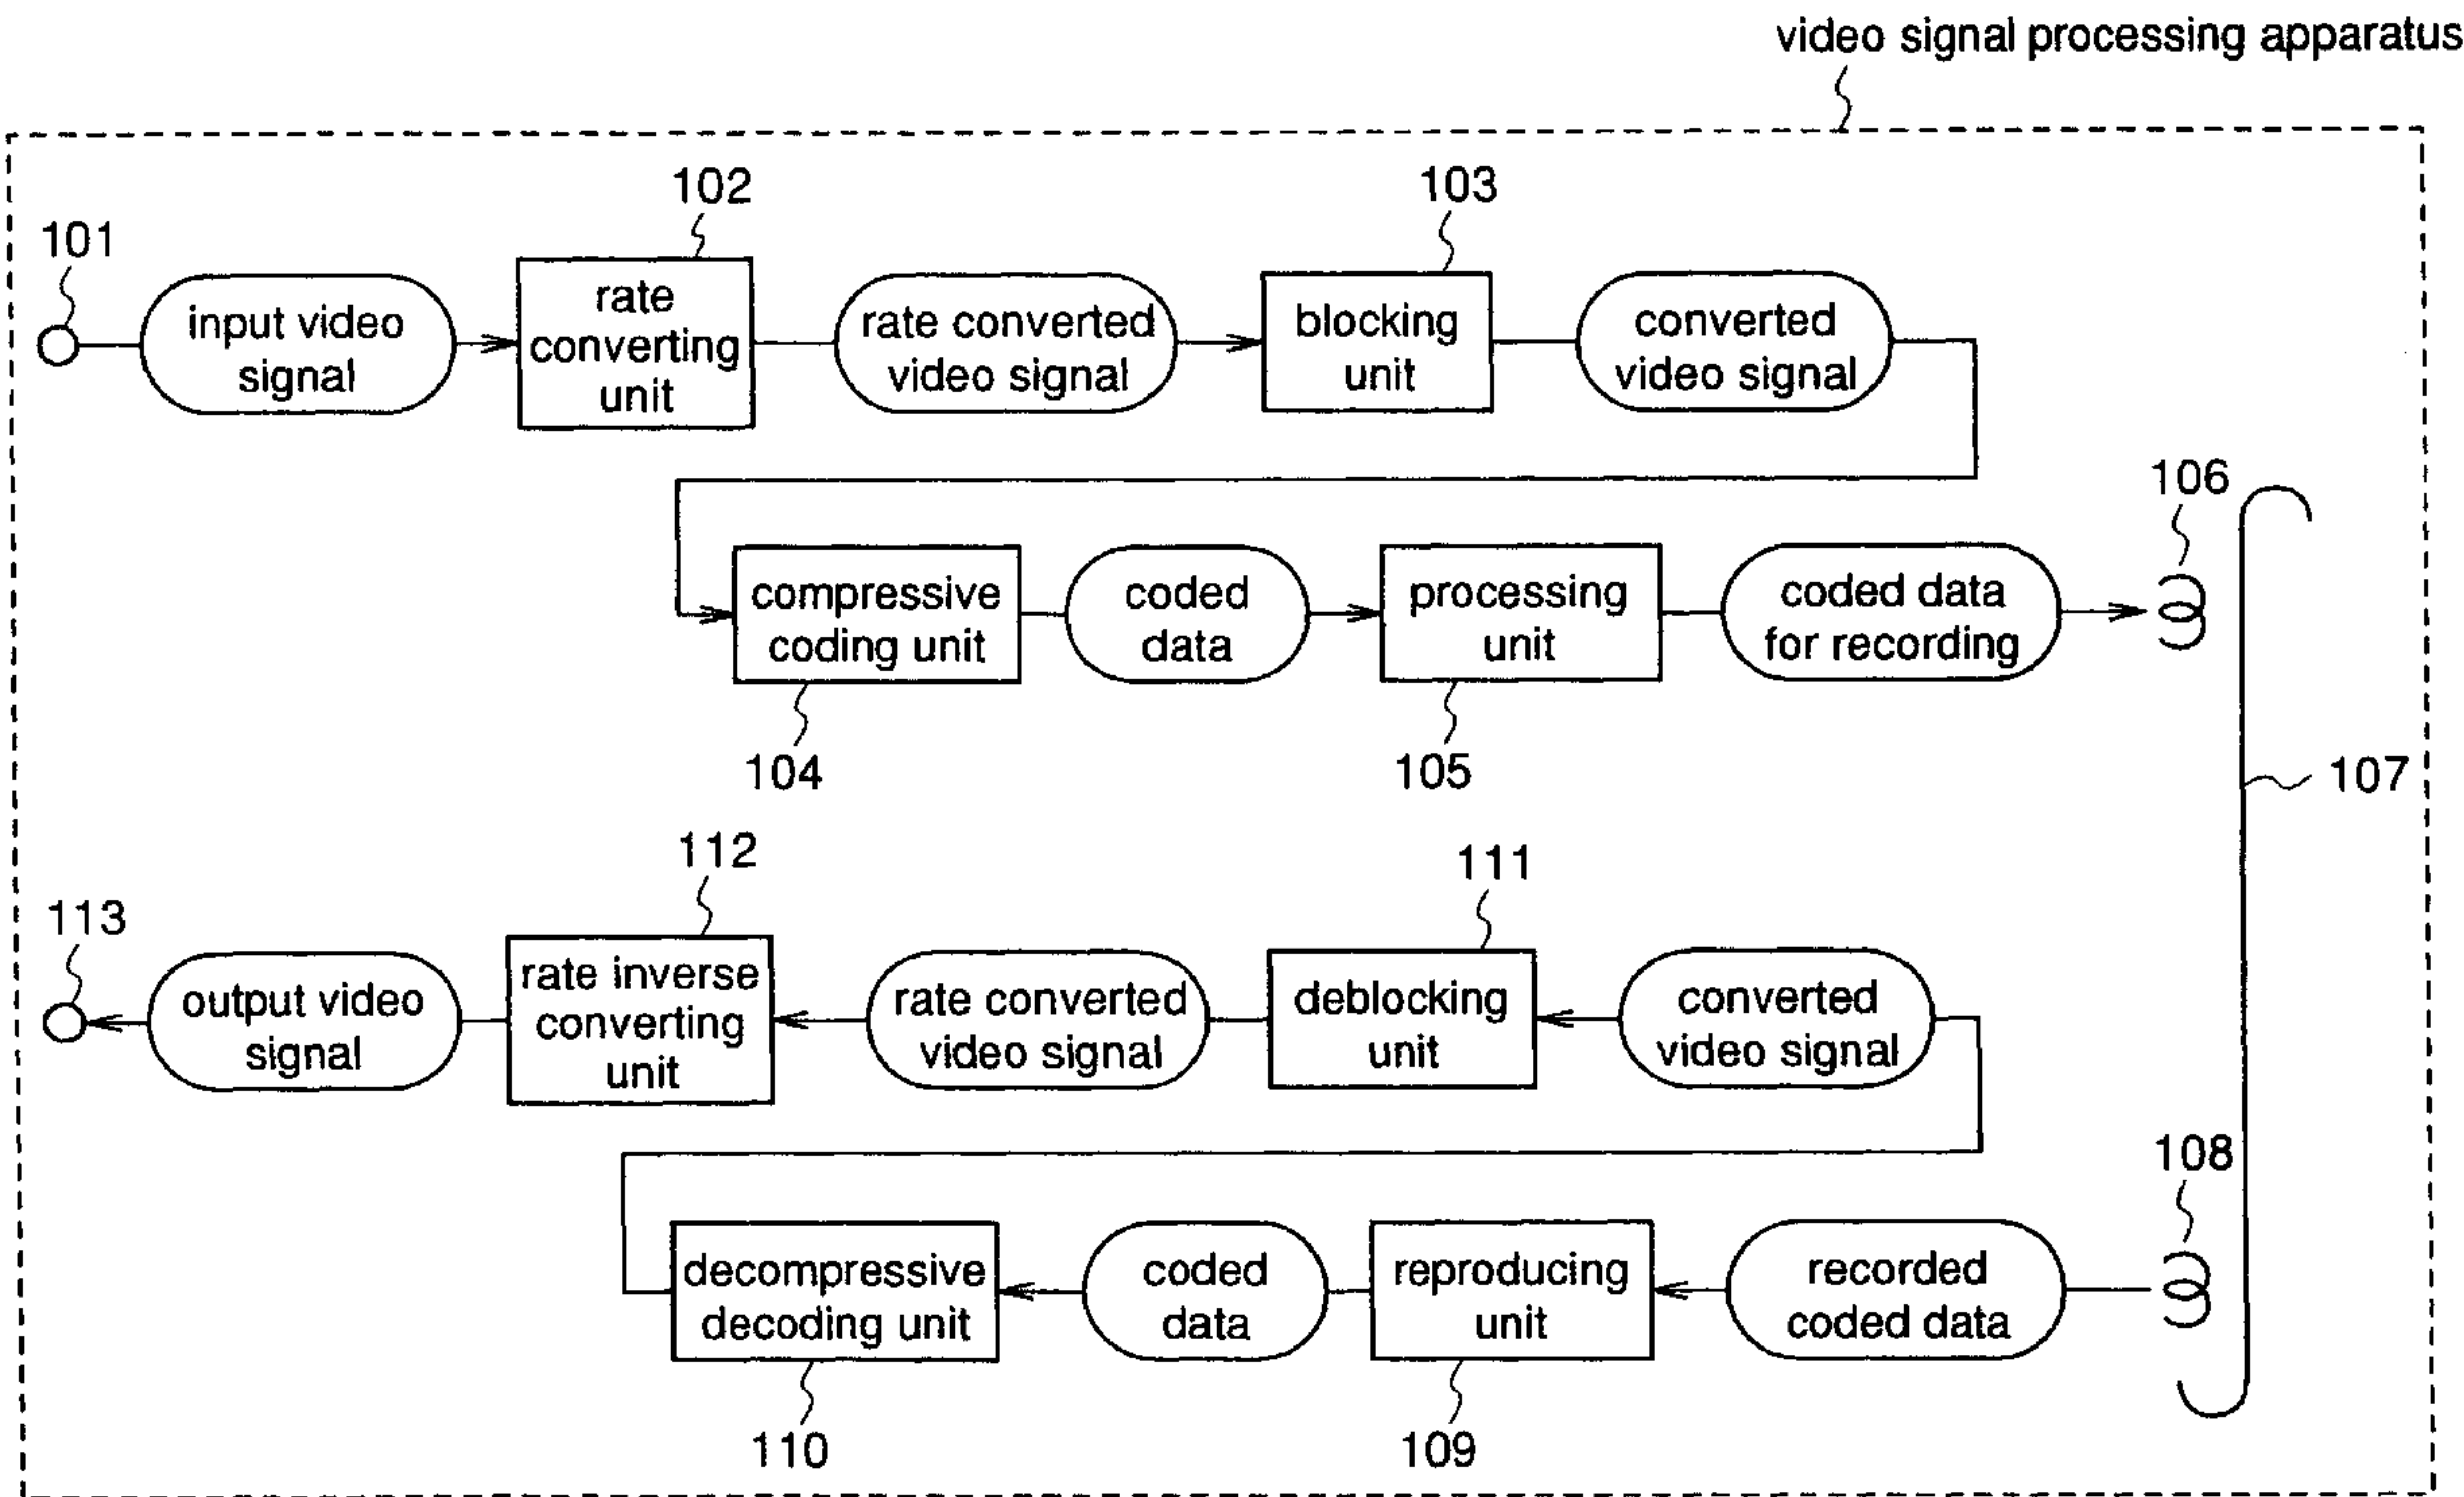 video signal processing apparatus
102
103
101
input video
signal
rate
converting
unit
rate converted
video signal
blocking
unit
converted
video signal
106
compressive
coding unit
coded
data
processing
unit
coded data
for recording
104
105
107
112
111
113
output video
signal
rate inverse
converting
unit
rate converted
video signal
deblocking
unit
converted
video signal
108
decompressive
decoding unit
coded
data
reproducing
unit
recorded
coded data
110
109